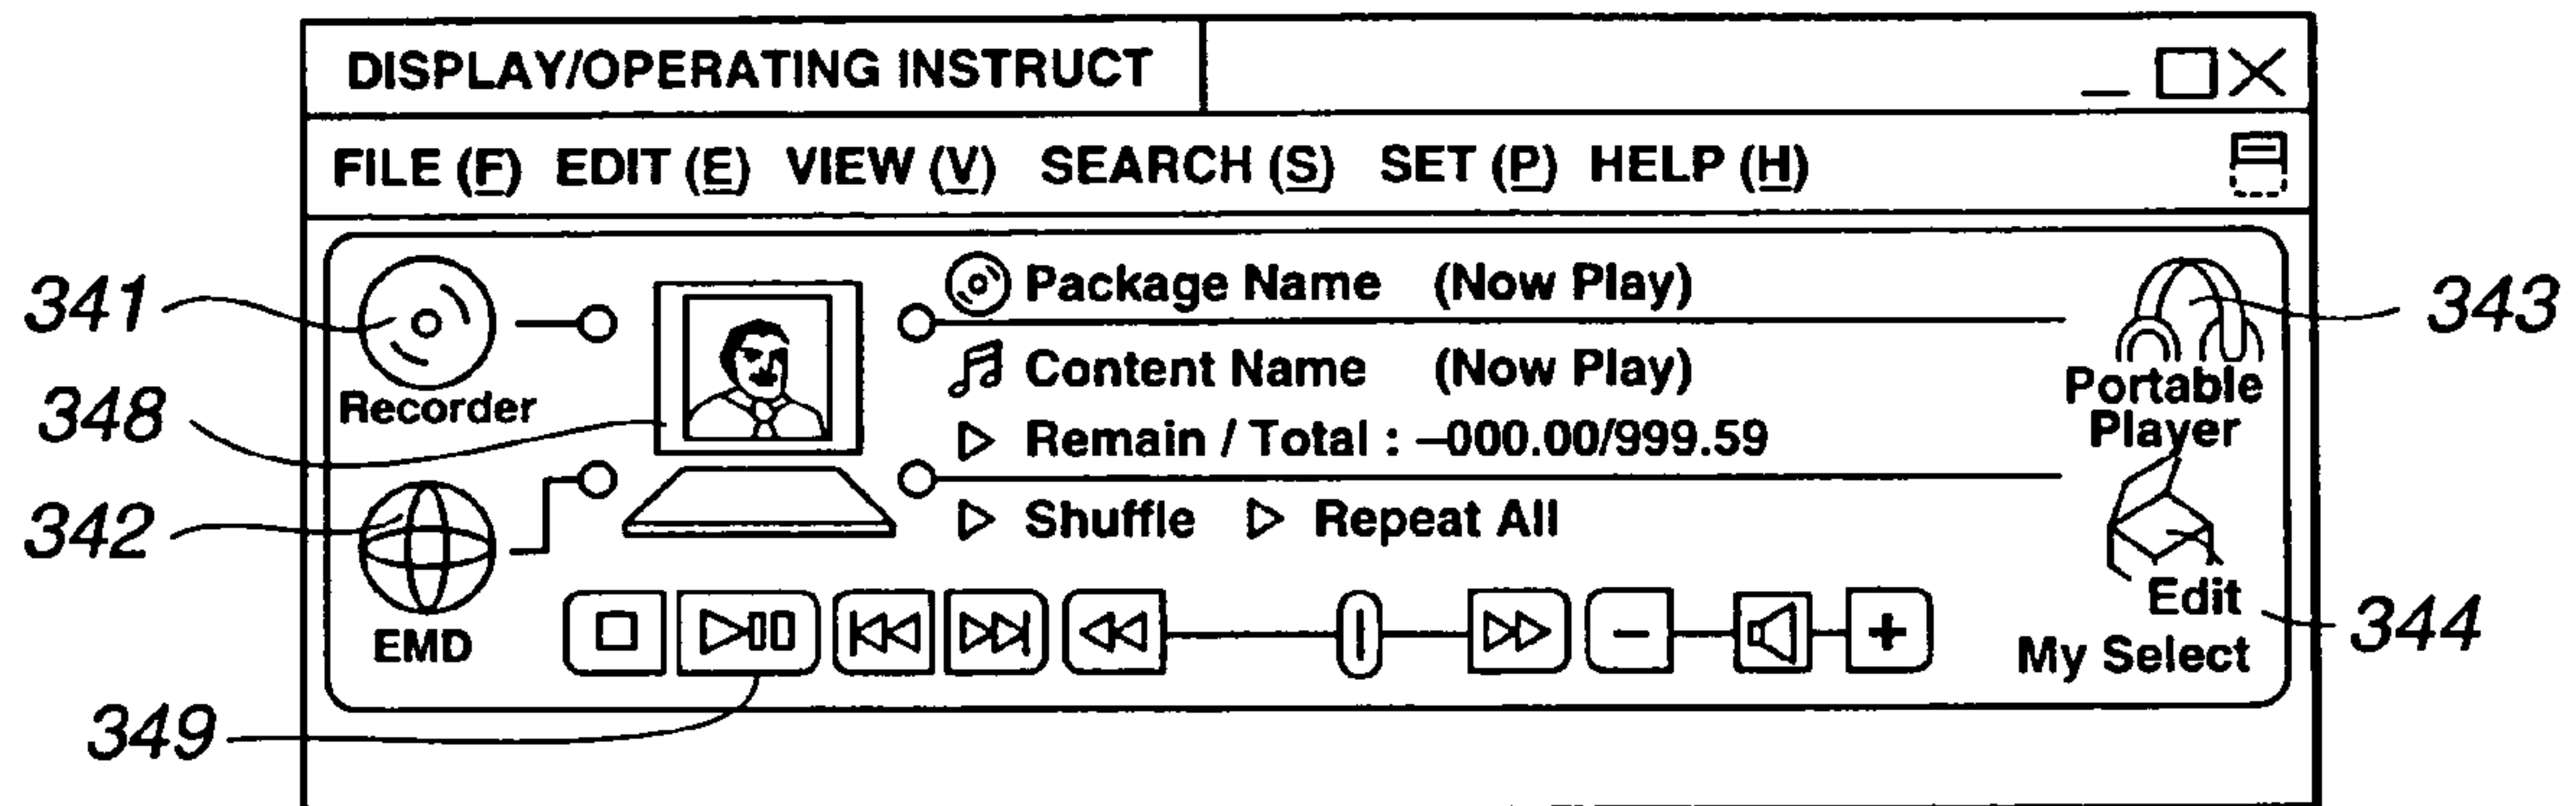 DISPLAY/OPERATING INSTRUCT
FILE (F) EDIT (E) VIEW (V) SEARCH (S) SET (P) HELP (H)
341
Recorder
348
342
EMD
349
Package Name (Now Play)
Content Name (Now Play)
Remain / Total : –000.00/999.59
Shuffle Repeat All
343
Portable
Player
Edit
344
My Select